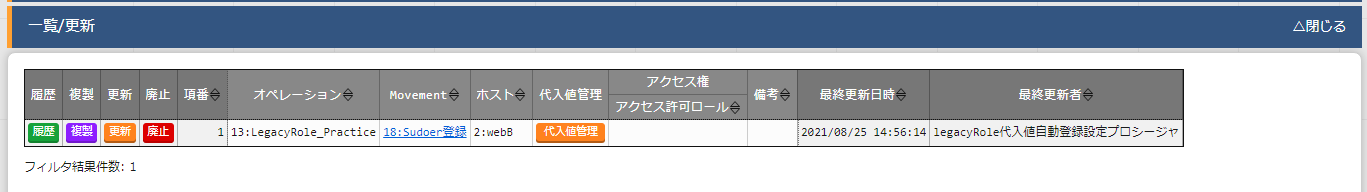 一覧/更新 △閉じる
履歴 複製 更新 廃止 項番 オペレーション Movement ホスト 代入値管理 アクセス権 備考 最終更新日時 最終更新者
アクセス許可ロール
履歴 複製 更新 廃止 1 13:LegacyRole_Practice 18:Sudoer登録 2:webB 代入値管理 2021/08/25 14:56:14 legacyRole代入値自動登録設定プロシージャ
フィルタ結果件数: 1